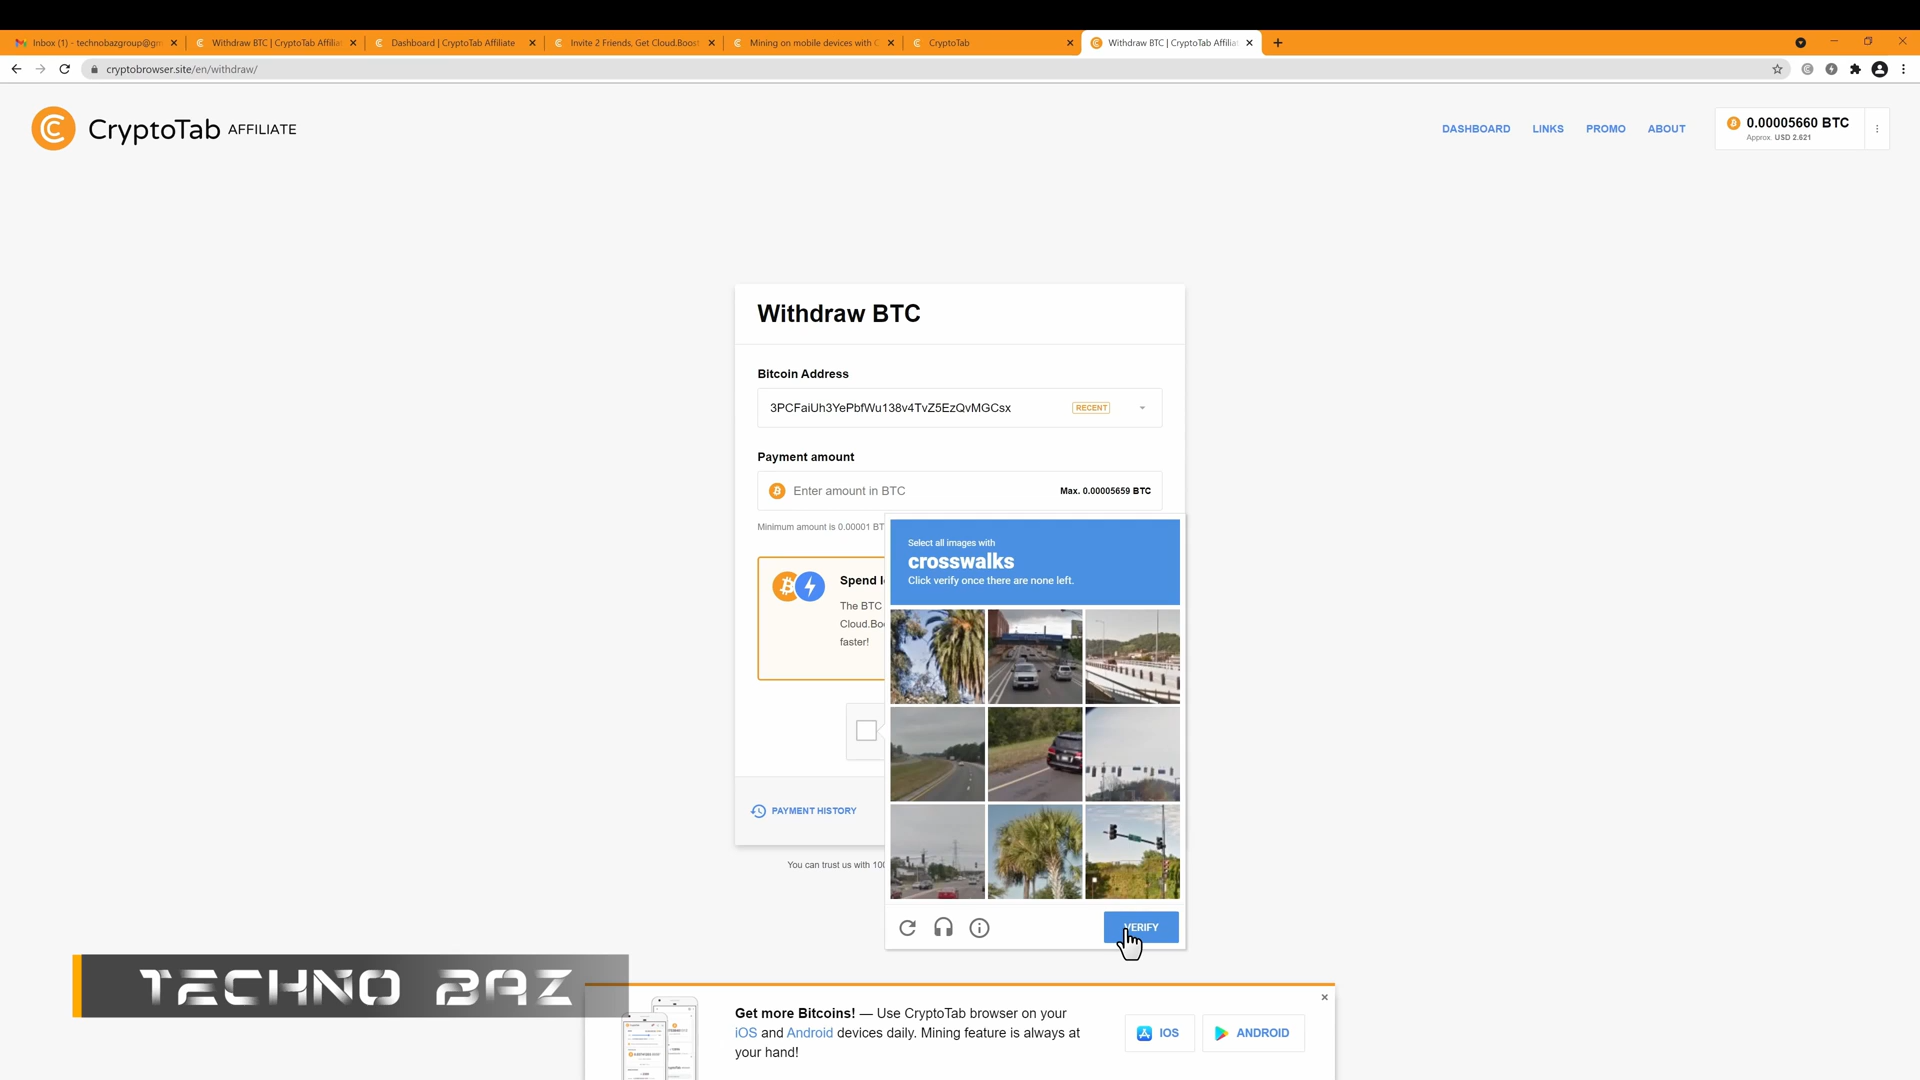 Inbox (1) - technobazgroup@gm
Withdraw BTC | CryptoTab Affilia
Dashboard | CryptoTab Affiliate
Invite 2 Friends, Get Cloud.Boost
Mining on mobile devices with C
CryptoTab
Withdraw BTC | CryptoTab Affilia
cryptobrowser.site/en/withdraw/
CryptoTab AFFILIATE
DASHBOARD LINKS PROMO ABOUT
0.00005660 BTC
Approx. USD 2.621
Withdraw BTC
Bitcoin Address
3PCFaiUh3YePbfWu138v4TvZ5EzQvMGCsx RECENT
Payment amount
Enter amount in BTC Max. 0.00005659 BTC
Minimum amount is 0.00001 BT
Select all images with
crosswalks
Click verify once there are none left.
Spend
The BTC
Cloud.Boo
faster!
PAYMENT HISTORY
You can trust us with 100
VERIFY
TECHNO BAZ
Get more Bitcoins! — Use CryptoTab browser on your
iOS and Android devices daily. Mining feature is always at
your hand!
IOS
ANDROID